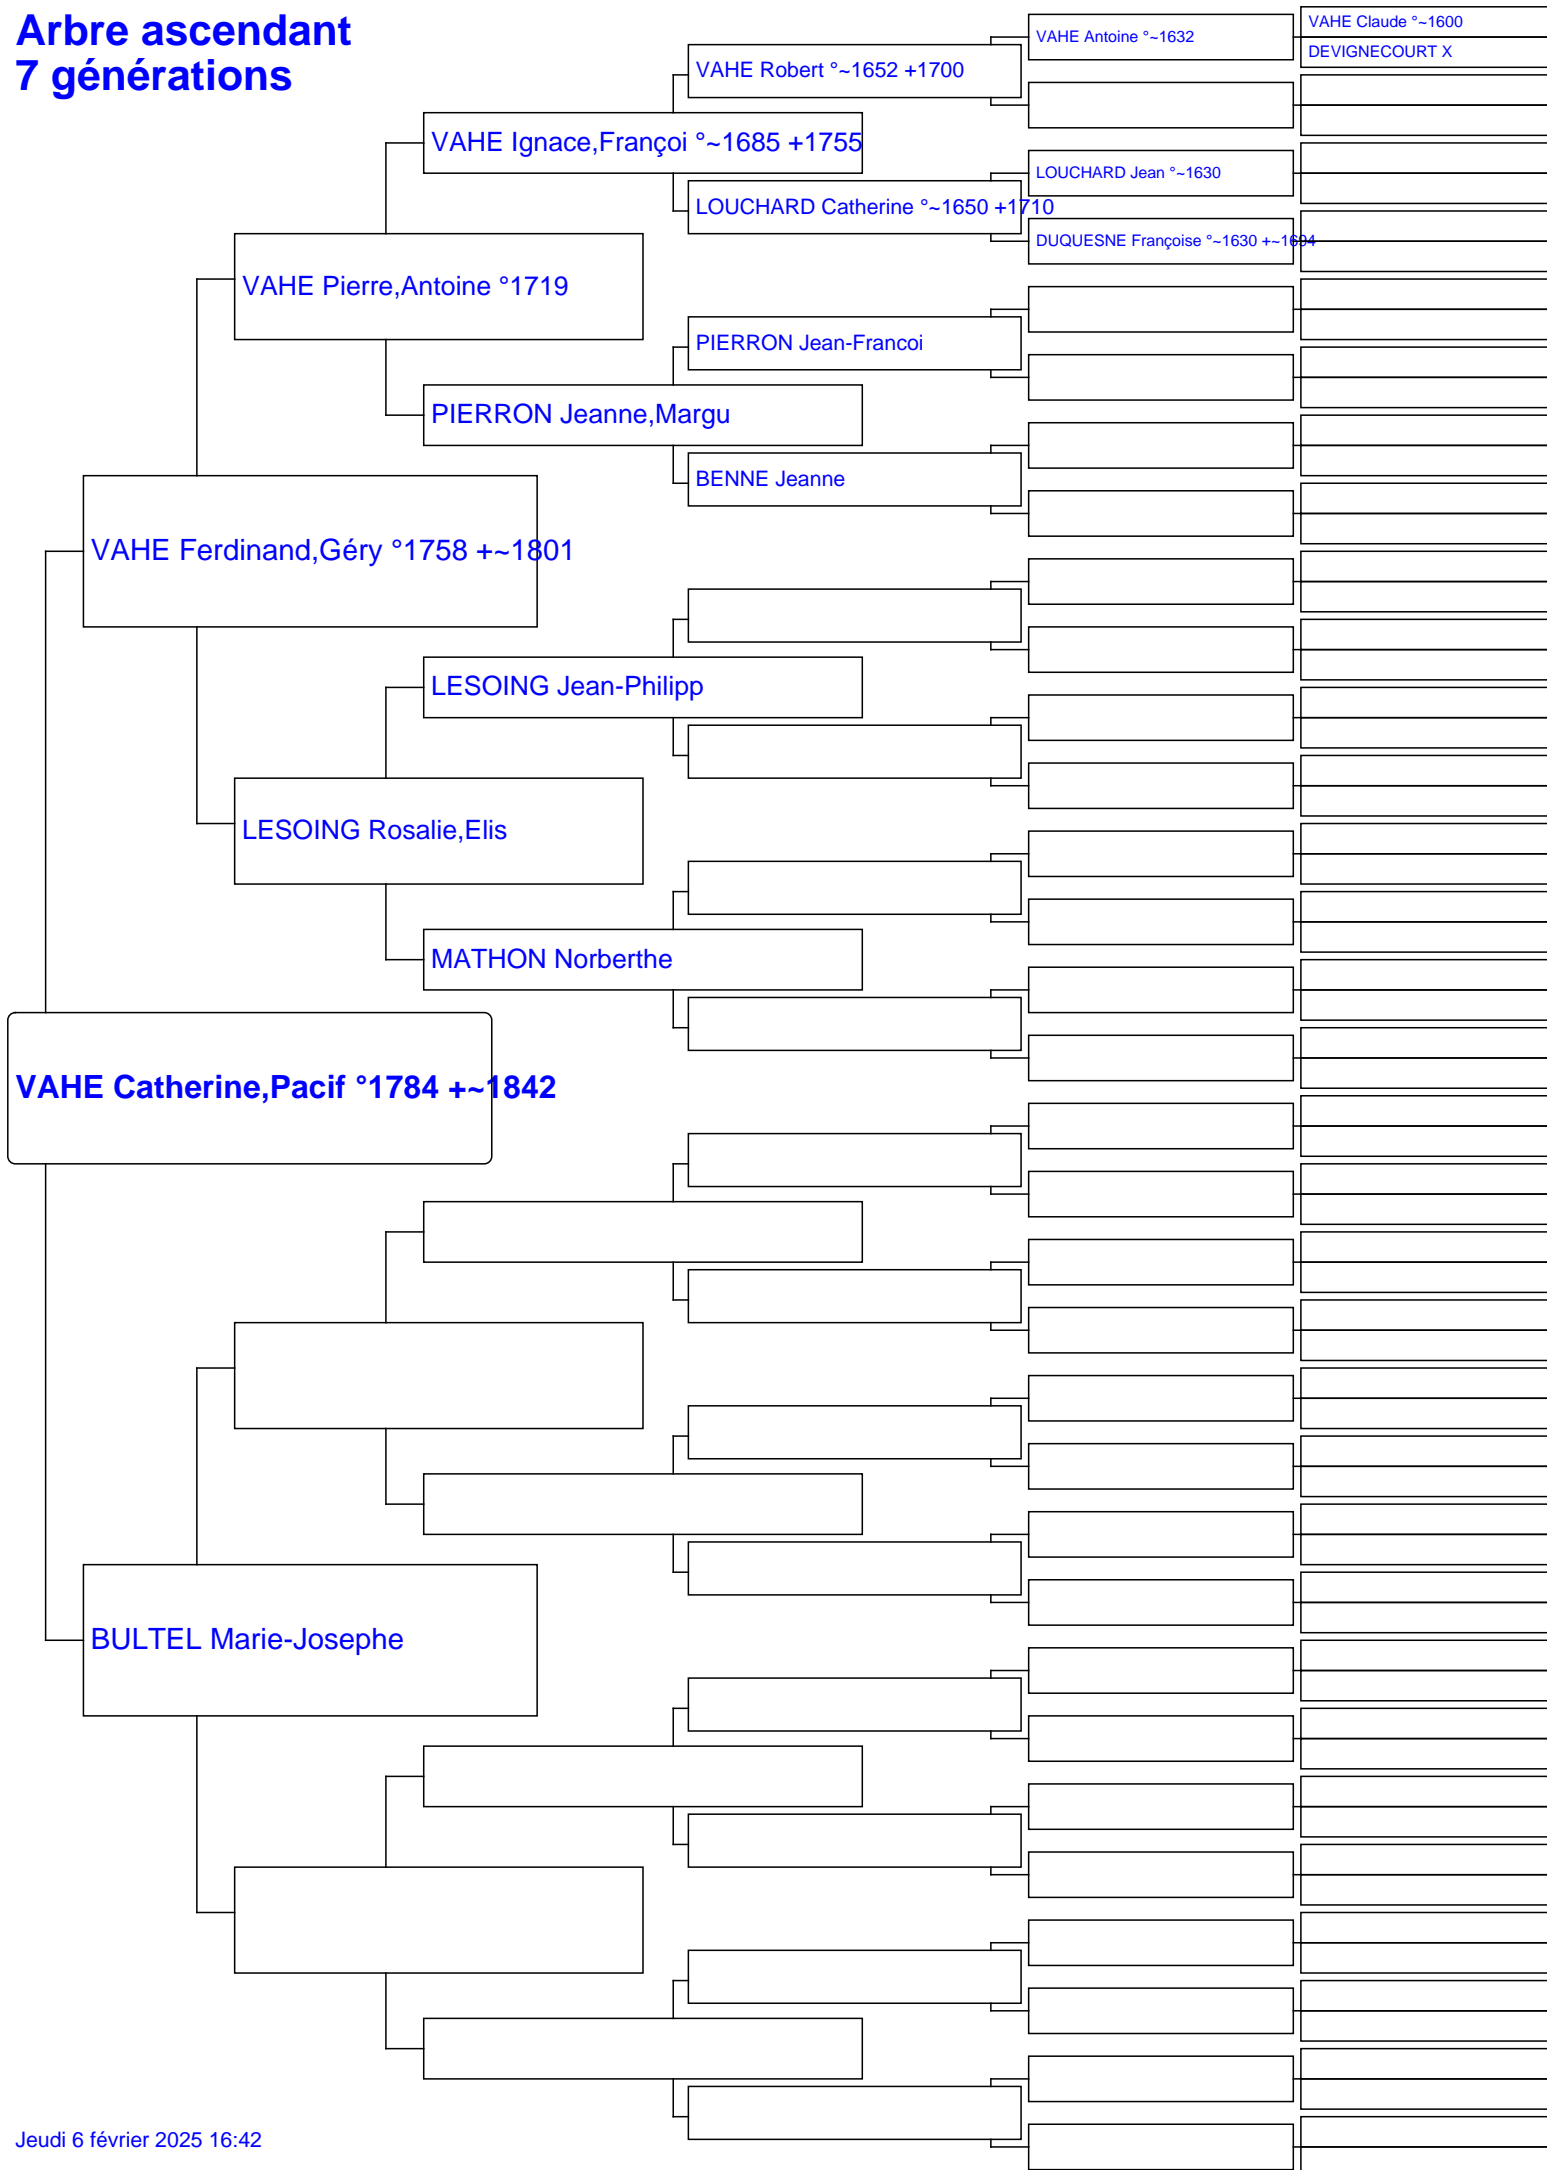 Arbre ascendant
7 générations
VAHE Claude °~1600
VAHE Antoine °~1632
DEVIGNECOURT X
VAHE Robert °~1652 +1700
VAHE Ignace,Françoi °~1685 +1755
LOUCHARD Jean °~1630
LOUCHARD Catherine °~1650 +1710
DUQUESNE Françoise °~1630 +~1694
VAHE Pierre,Antoine °1719
PIERRON Jean-Francoi
PIERRON Jeanne,Margu
BENNE Jeanne
VAHE Ferdinand,Géry °1758 +~1801
LESOING Jean-Philipp
LESOING Rosalie,Elis
MATHON Norberthe
VAHE Catherine,Pacif °1784 +~1842
BULTEL Marie-Josephe
Jeudi 6 février 2025 16:42